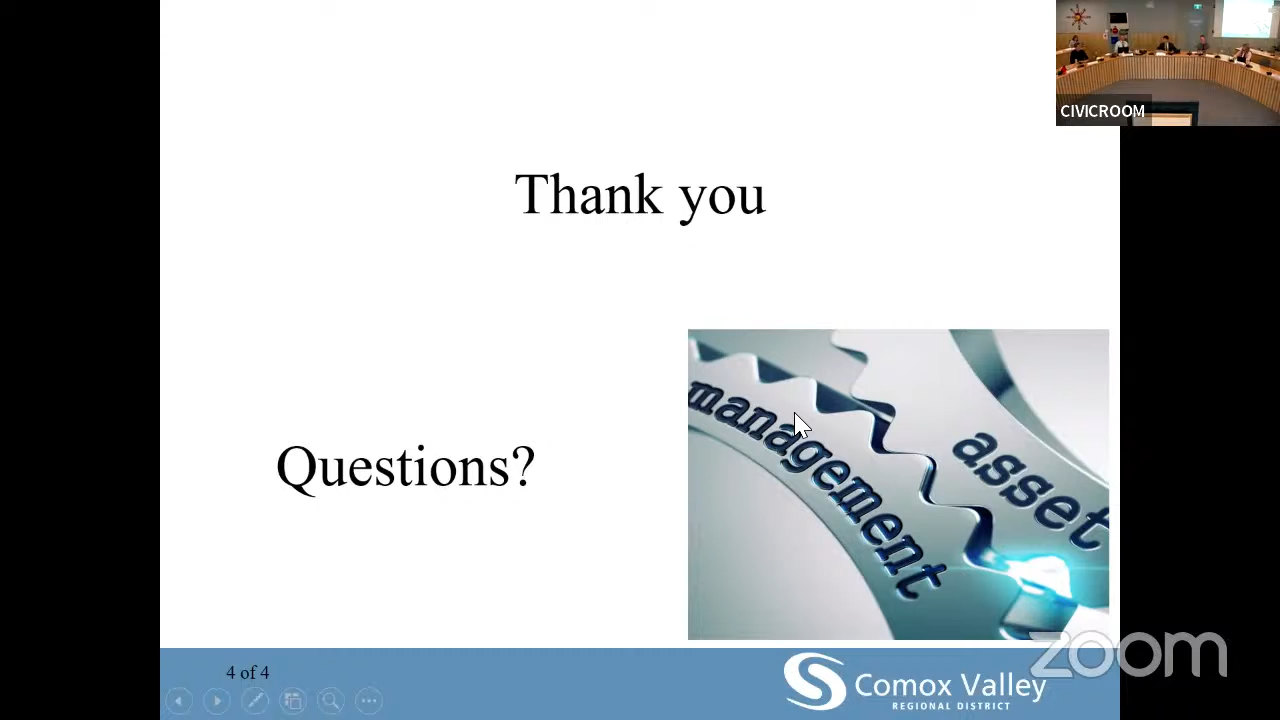 CIVICROOM
Thank you
Questions?
management
asset
4 of 4
Comox Valley
REGIONAL DISTRICT
zoom